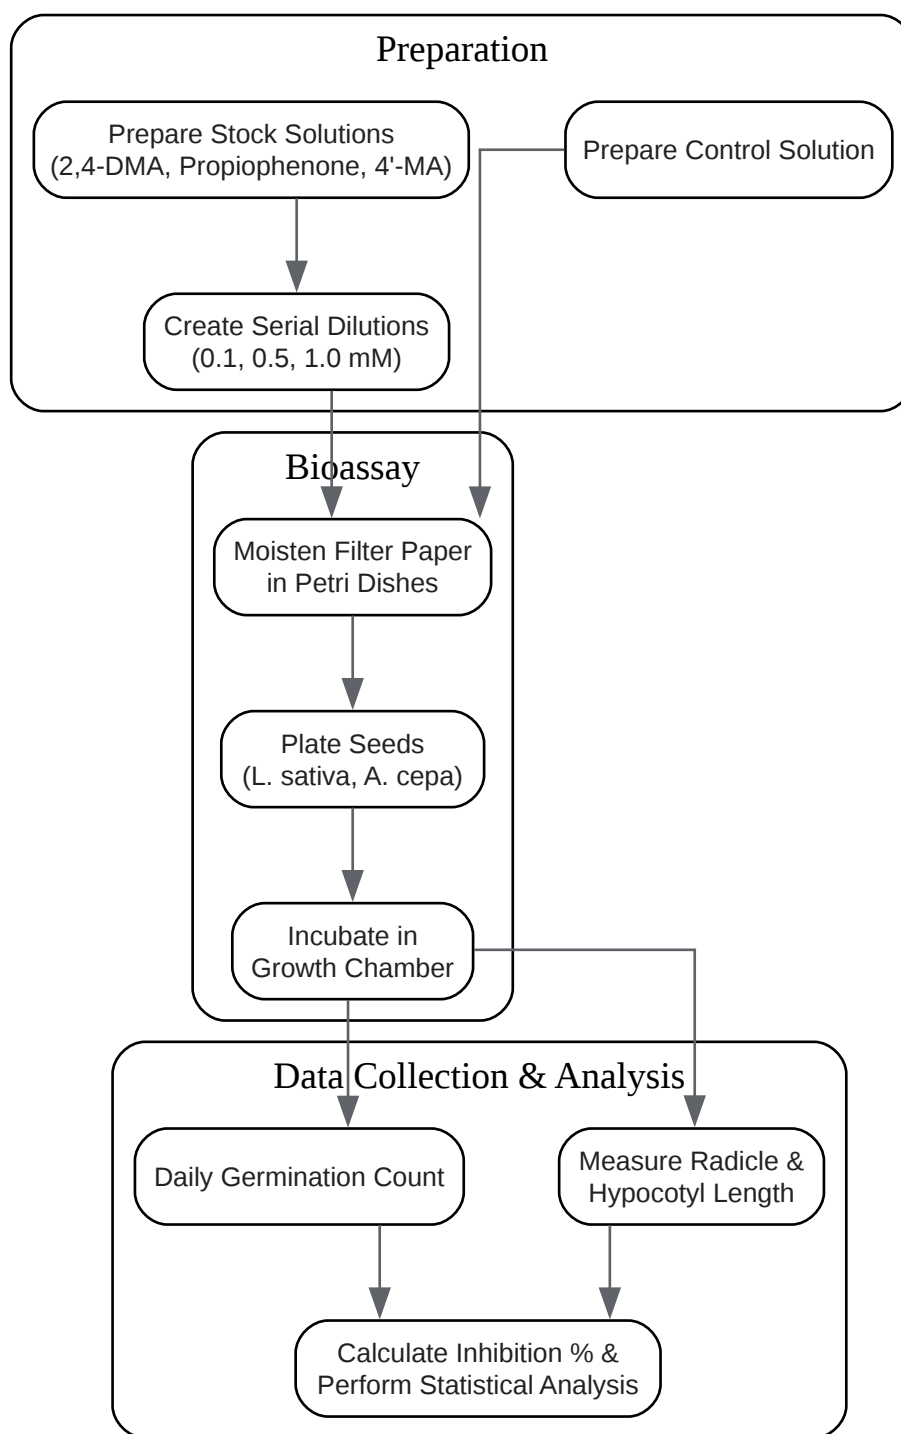 Preparation
Prepare Stock Solutions
(2,4-DMA, Propiophenone, 4'-MA)
Prepare Control Solution
Create Serial Dilutions
(0.1, 0.5, 1.0 mM)
Bioassay
Moisten Filter Paper
in Petri Dishes
Plate Seeds
(L. sativa, A. cepa)
Incubate in
Growth Chamber
Data Collection & Analysis
Daily Germination Count
Measure Radicle &
Hypocotyl Length
Calculate Inhibition % &
Perform Statistical Analysis